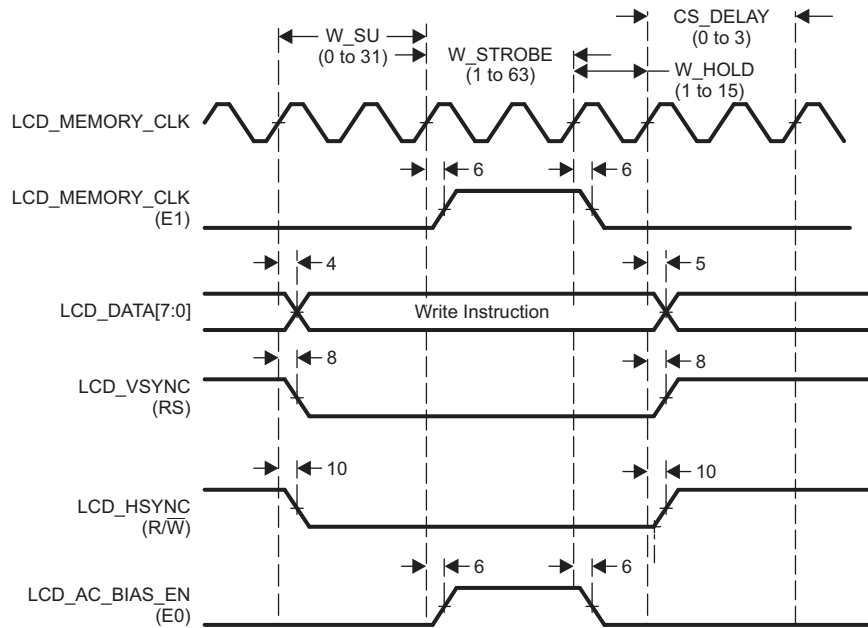 W_SU
(0 to 31)
W_STROBE
(1 to 63)
CS_DELAY
(0 to 3)
W_HOLD
(1 to 15)
LCD_MEMORY_CLK
6 6
LCD_MEMORY_CLK
(E1)
4 5
LCD_DATA[7:0] Write Instruction
8 8
LCD_VSYNC
(RS)
10 10
LCD_HSYNC
(R/W̅)
6 6
LCD_AC_BIAS_EN
(E0)